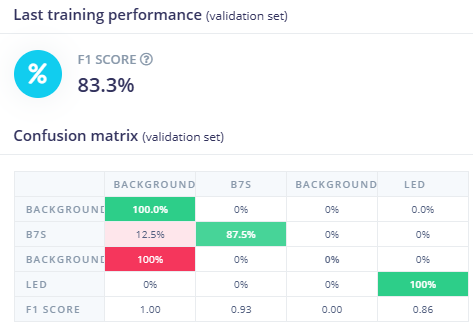 Last training performance (validation set)
%
F1 SCORE ?
83.3%
Confusion matrix (validation set)
BACKGROUND B7S BACKGROUND LED
BACKGROUND 100.0% 0% 0% 0.0%
B7S 12.5% 87.5% 0% 0%
BACKGROUND 100% 0% 0% 0%
LED 0% 0% 0% 100%
F1 SCORE 1.00 0.93 0.00 0.86